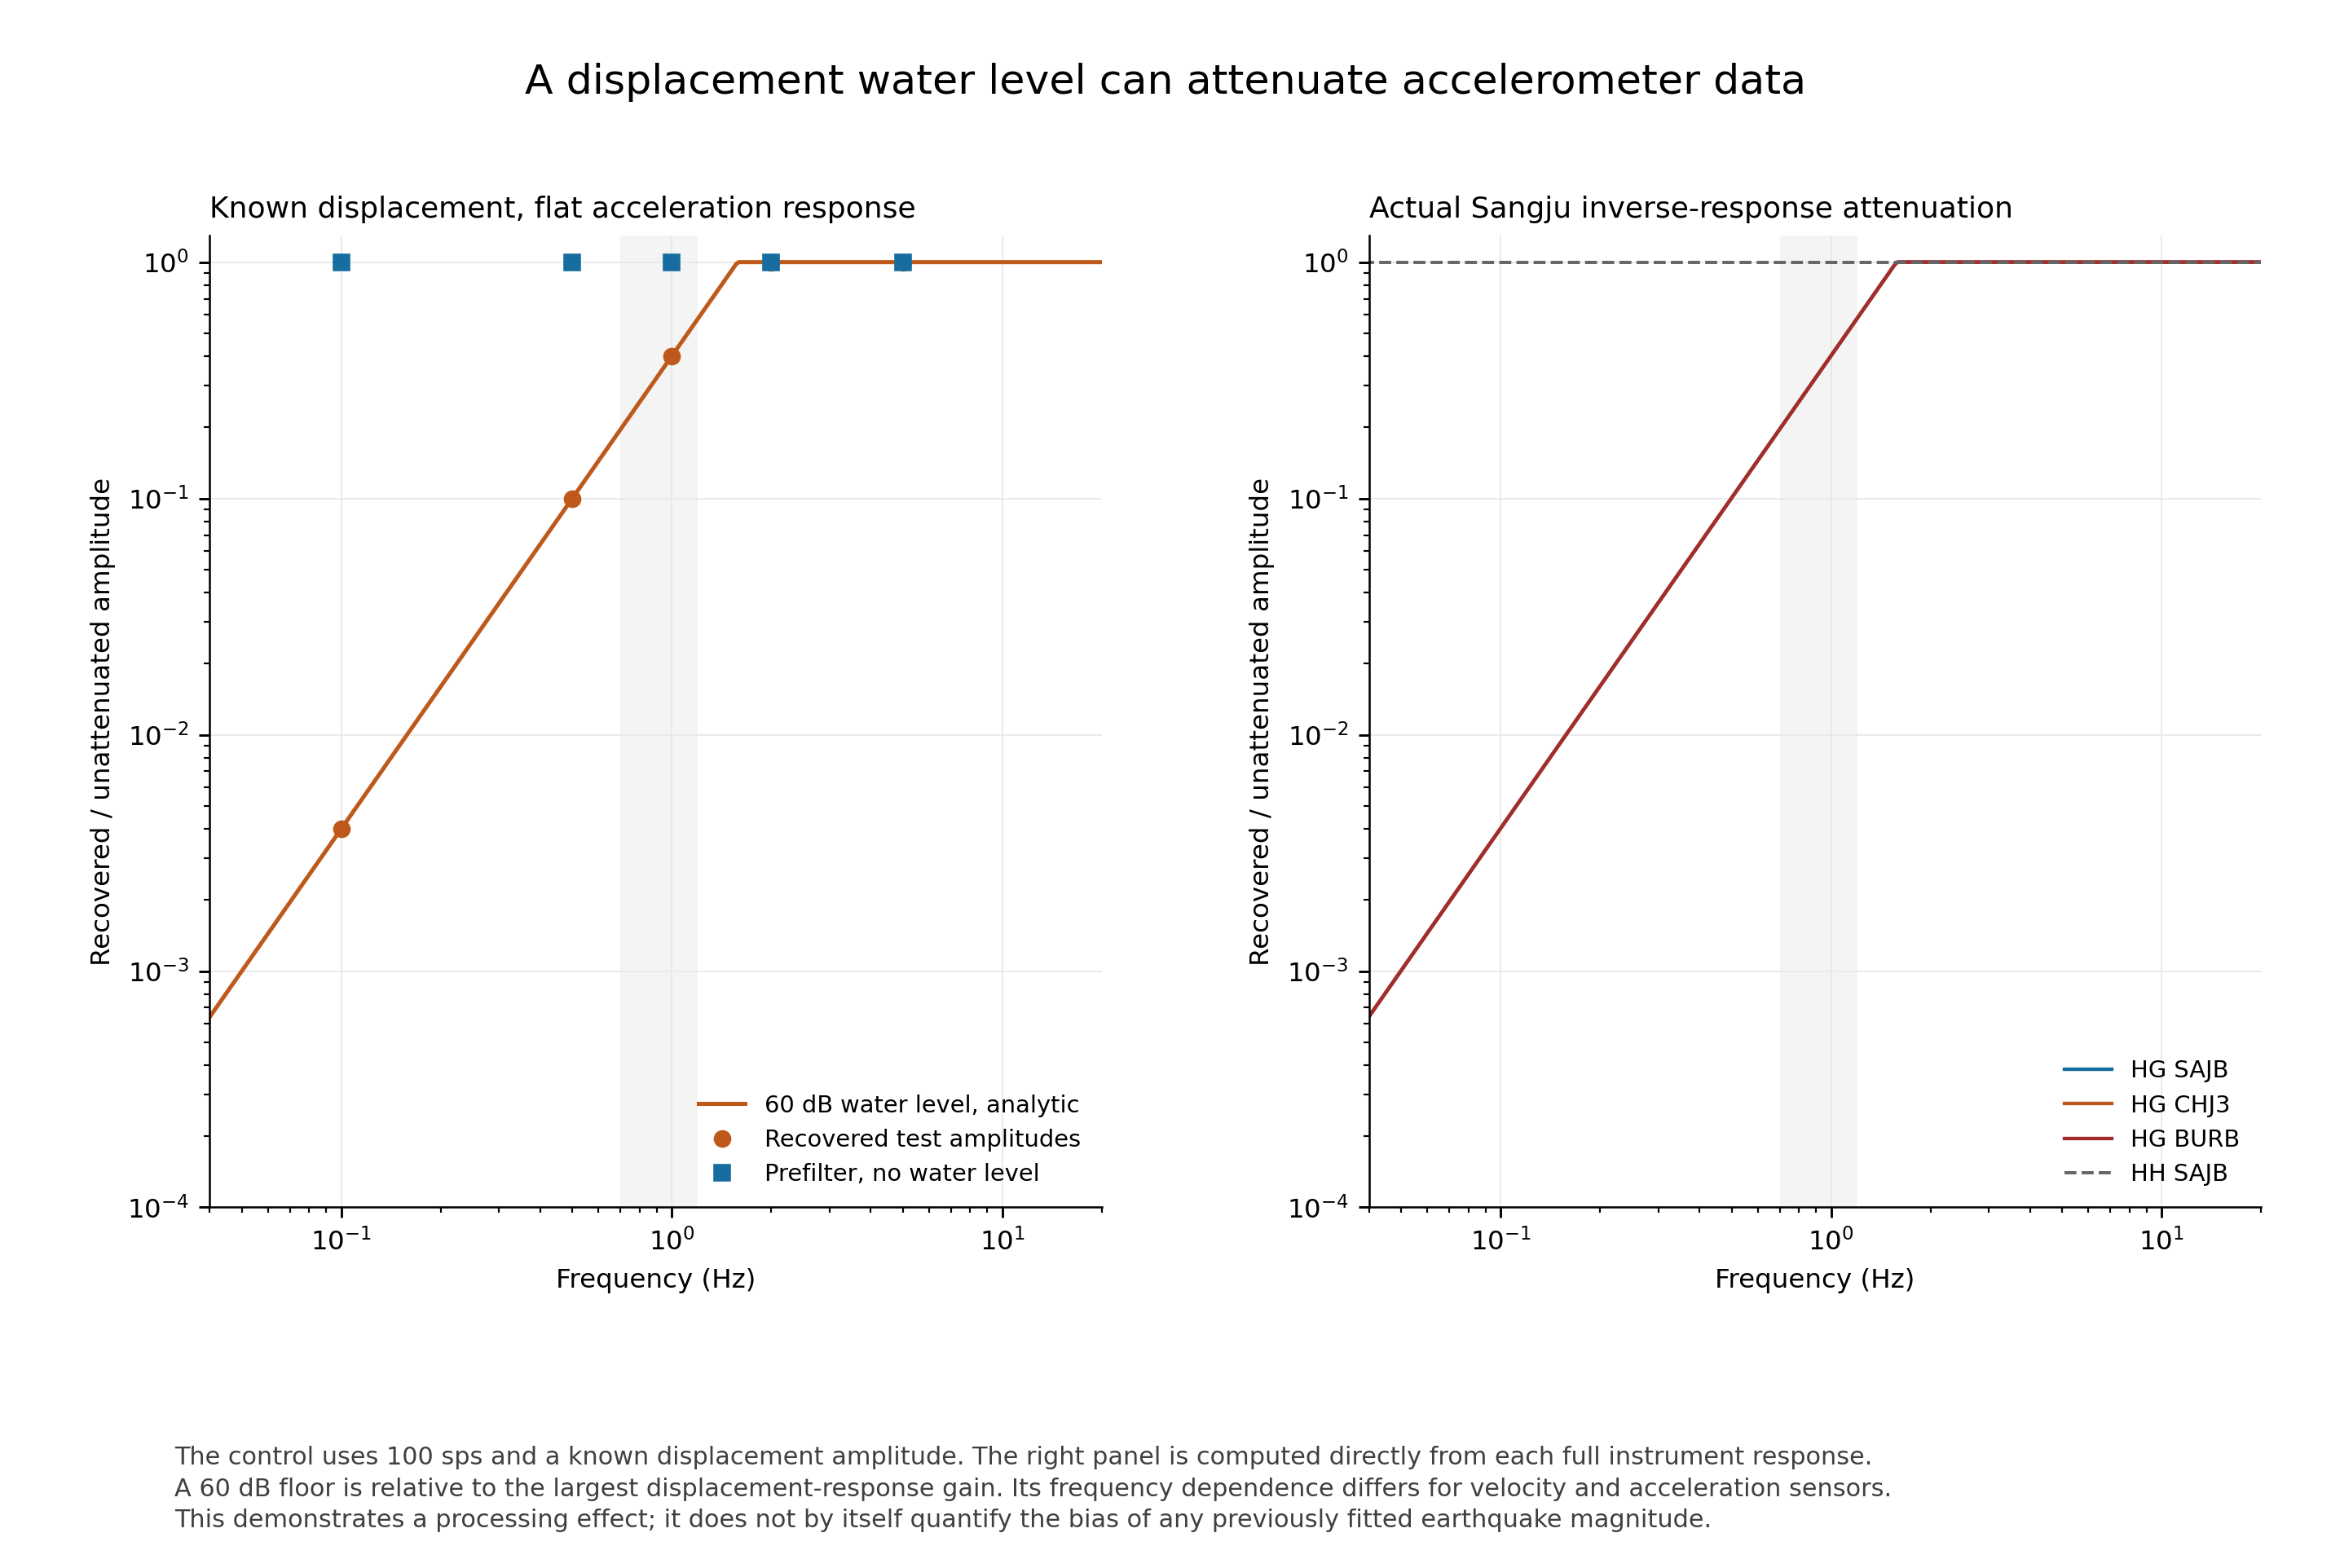 A displacement water level can attenuate accelerometer data
Known displacement, flat acceleration response
Recovered / unattenuated amplitude
10⁰
10⁻¹
10⁻²
10⁻³
10⁻⁴
10⁻¹
10⁰
10¹
Frequency (Hz)
60 dB water level, analytic
Recovered test amplitudes
Prefilter, no water level
Actual Sangju inverse-response attenuation
Recovered / unattenuated amplitude
10⁰
10⁻¹
10⁻²
10⁻³
10⁻⁴
10⁻¹
10⁰
10¹
Frequency (Hz)
HG SAJB
HG CHJ3
HG BURB
HH SAJB
The control uses 100 sps and a known displacement amplitude. The right panel is computed directly from each full instrument response.
A 60 dB floor is relative to the largest displacement-response gain. Its frequency dependence differs for velocity and acceleration sensors.
This demonstrates a processing effect; it does not by itself quantify the bias of any previously fitted earthquake magnitude.